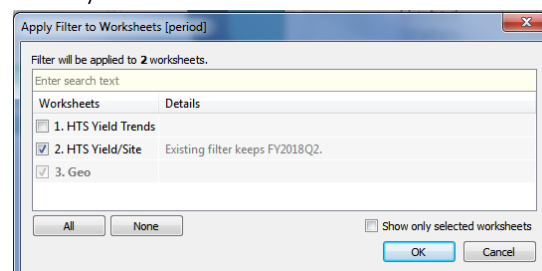 Apply Filter to Worksheets [period]
Filter will be applied to 2 worksheets.
Enter search text
Worksheets Details
1. HTS Yield Trends
2. HTS Yield/Site Existing filter keeps FY2018Q2.
3. Geo
All None Show only selected worksheets
OK Cancel